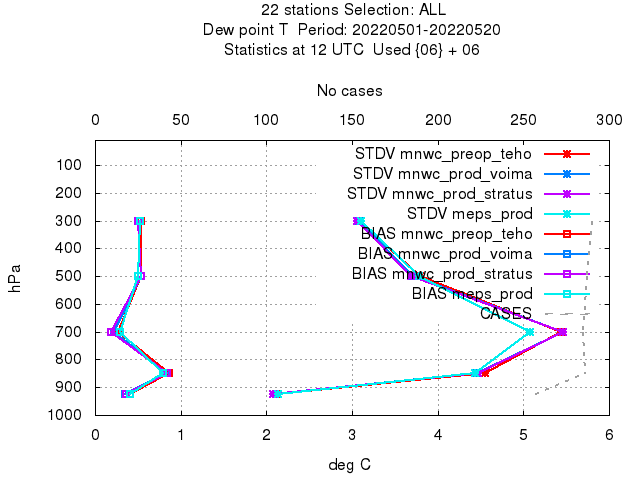 22 stations Selection: ALL
Dew point T  Period: 20220501-20220520
Statistics at 12 UTC  Used {06} + 06
No cases
0 50 100 150 200 250 300
STDV mnwc_preop_teho
STDV mnwc_prod_voima
STDV mnwc_prod_stratus
STDV meps_prod
BIAS mnwc_preop_teho
BIAS mnwc_prod_voima
BIAS mnwc_prod_stratus
BIAS meps_prod
CASES
hPa
100
200
300
400
500
600
700
800
900
1000
0 1 2 3 4 5 6
deg C